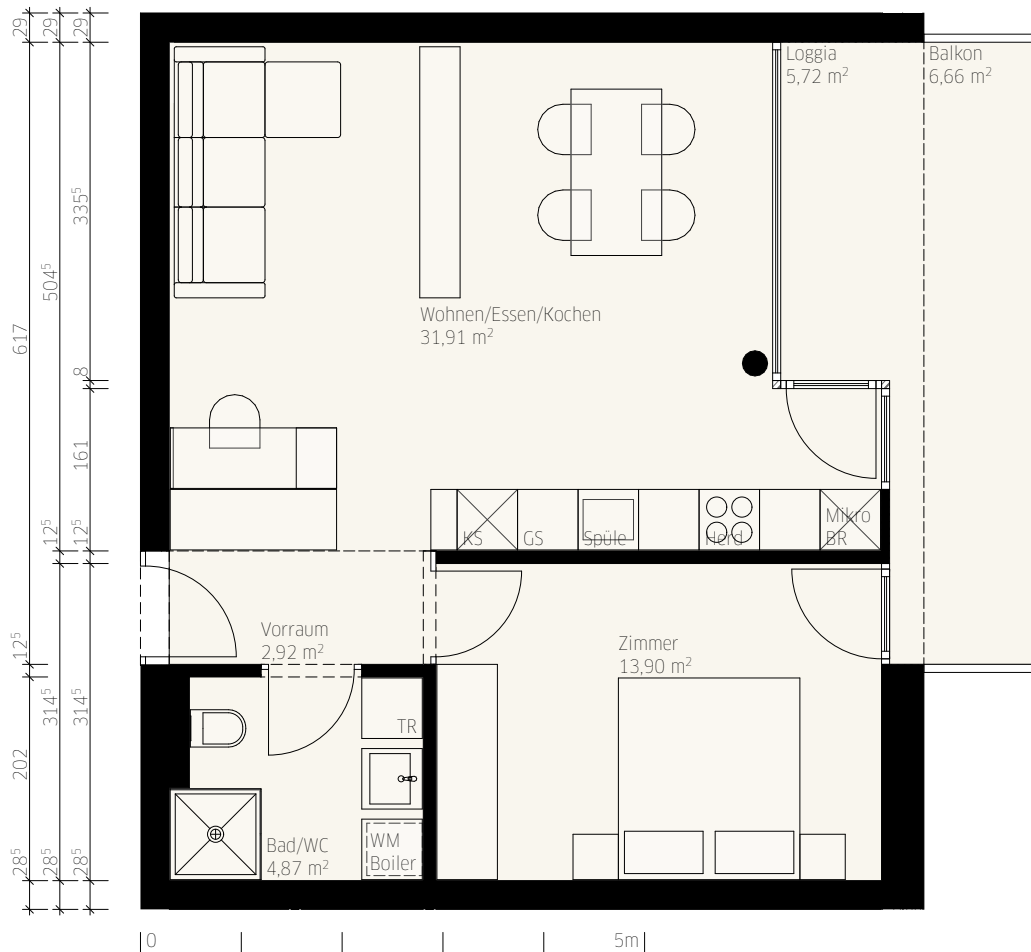 Loggia
5,72 m²
Balkon
6,66 m²
Wohnen/Essen/Kochen
31,91 m²
KS
GS
Spüle
Herd
Mikro
BR
Vorraum
2,92 m²
Zimmer
13,90 m²
TR
Bad/WC
4,87 m²
WM
Boiler
29
617
12⁵
202
28⁵
29
504⁵
12⁵
314⁵
28⁵
29
335⁵
8
161
12⁵
314⁵
28⁵
0
5m